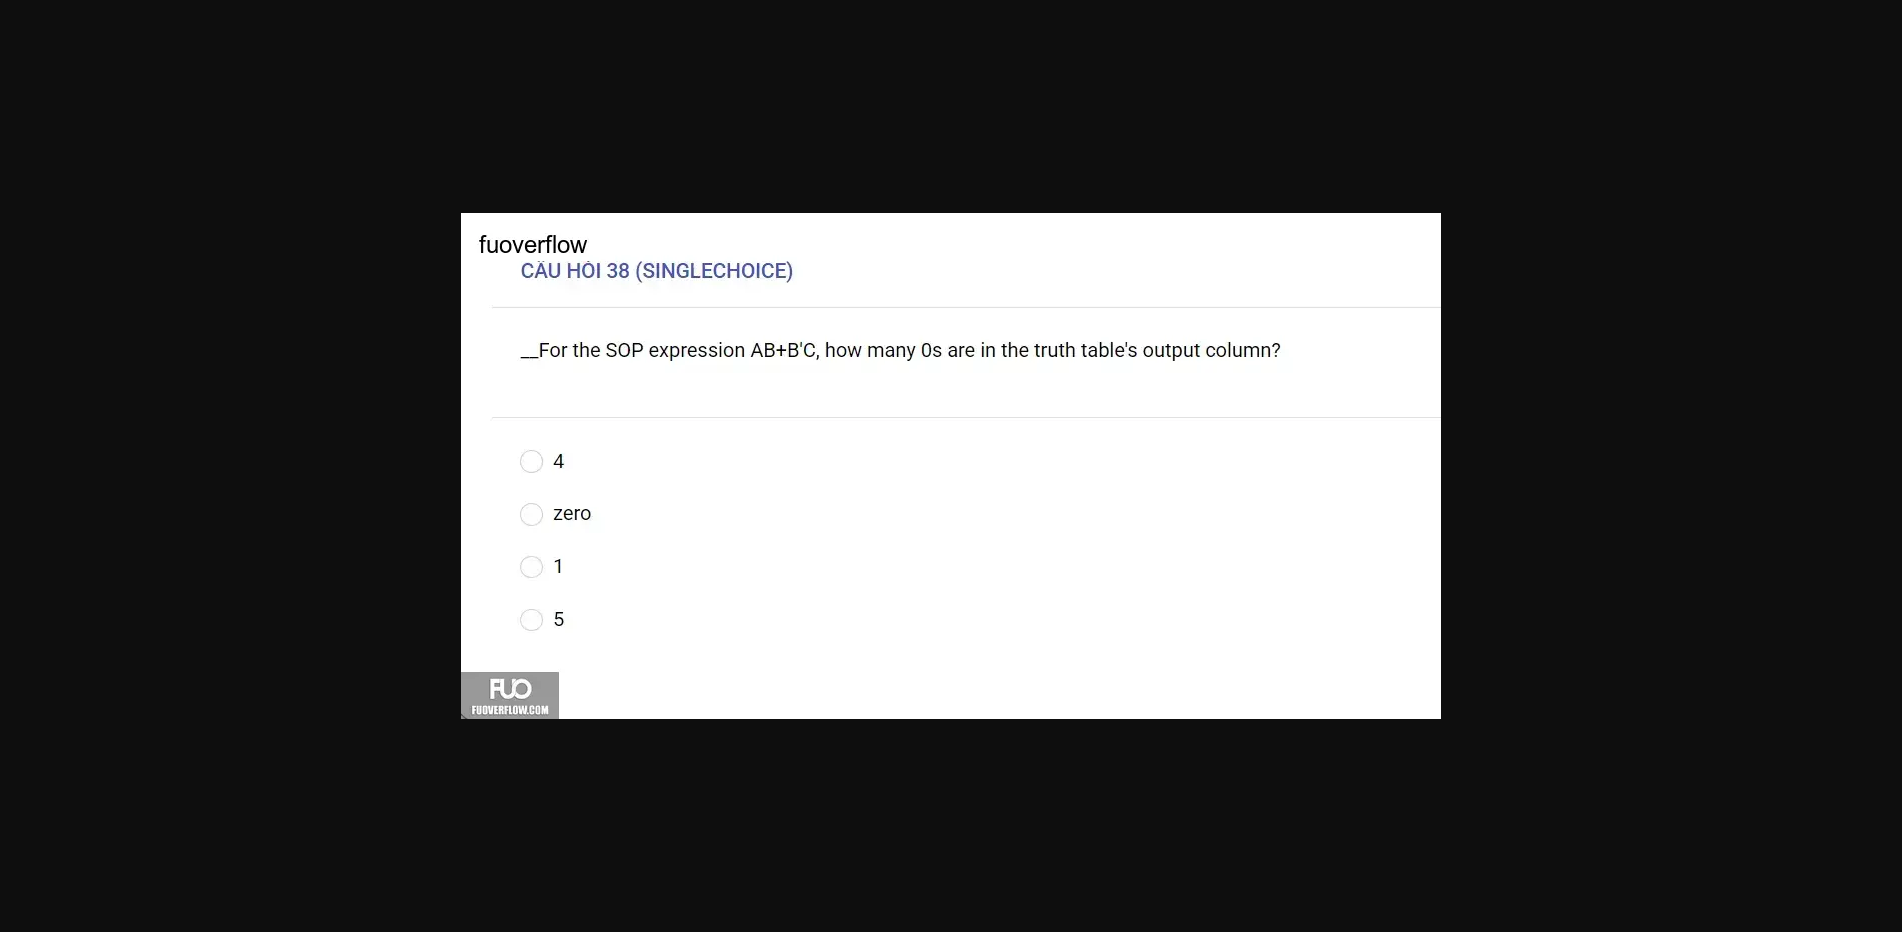 fuoverflow
CÂU HỎI 38 (SINGLECHOICE)
__For the SOP expression AB+B'C, how many 0s are in the truth table's output column?
4
zero
1
5
FUO
FUOVERFLOW.COM